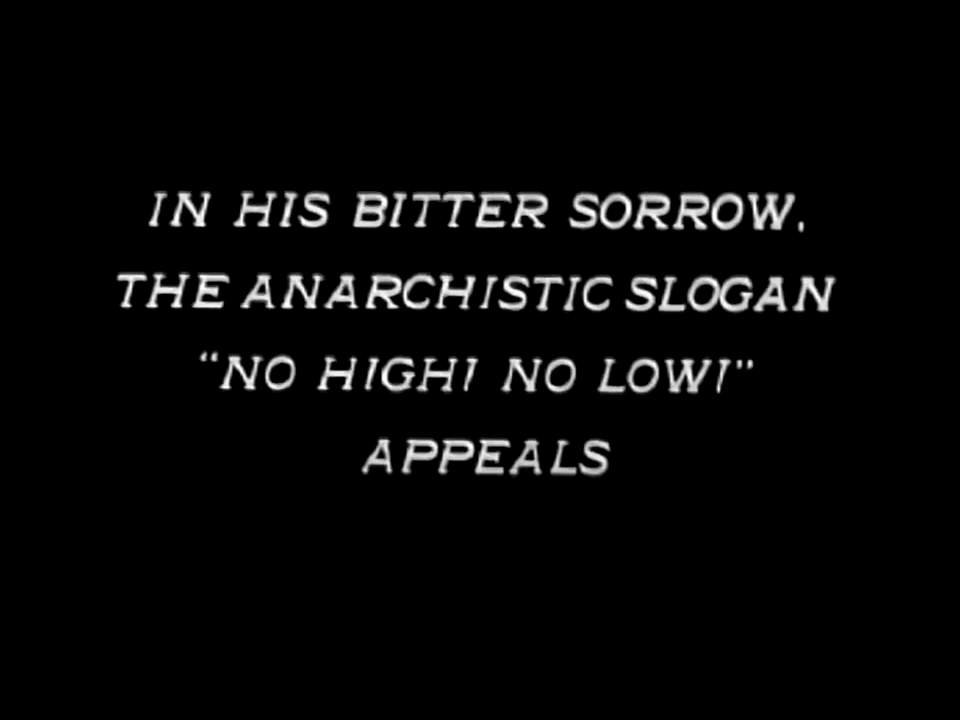 IN HIS BITTER SORROW,
THE ANARCHISTIC SLOGAN
"NO HIGH! NO LOW!"
APPEALS